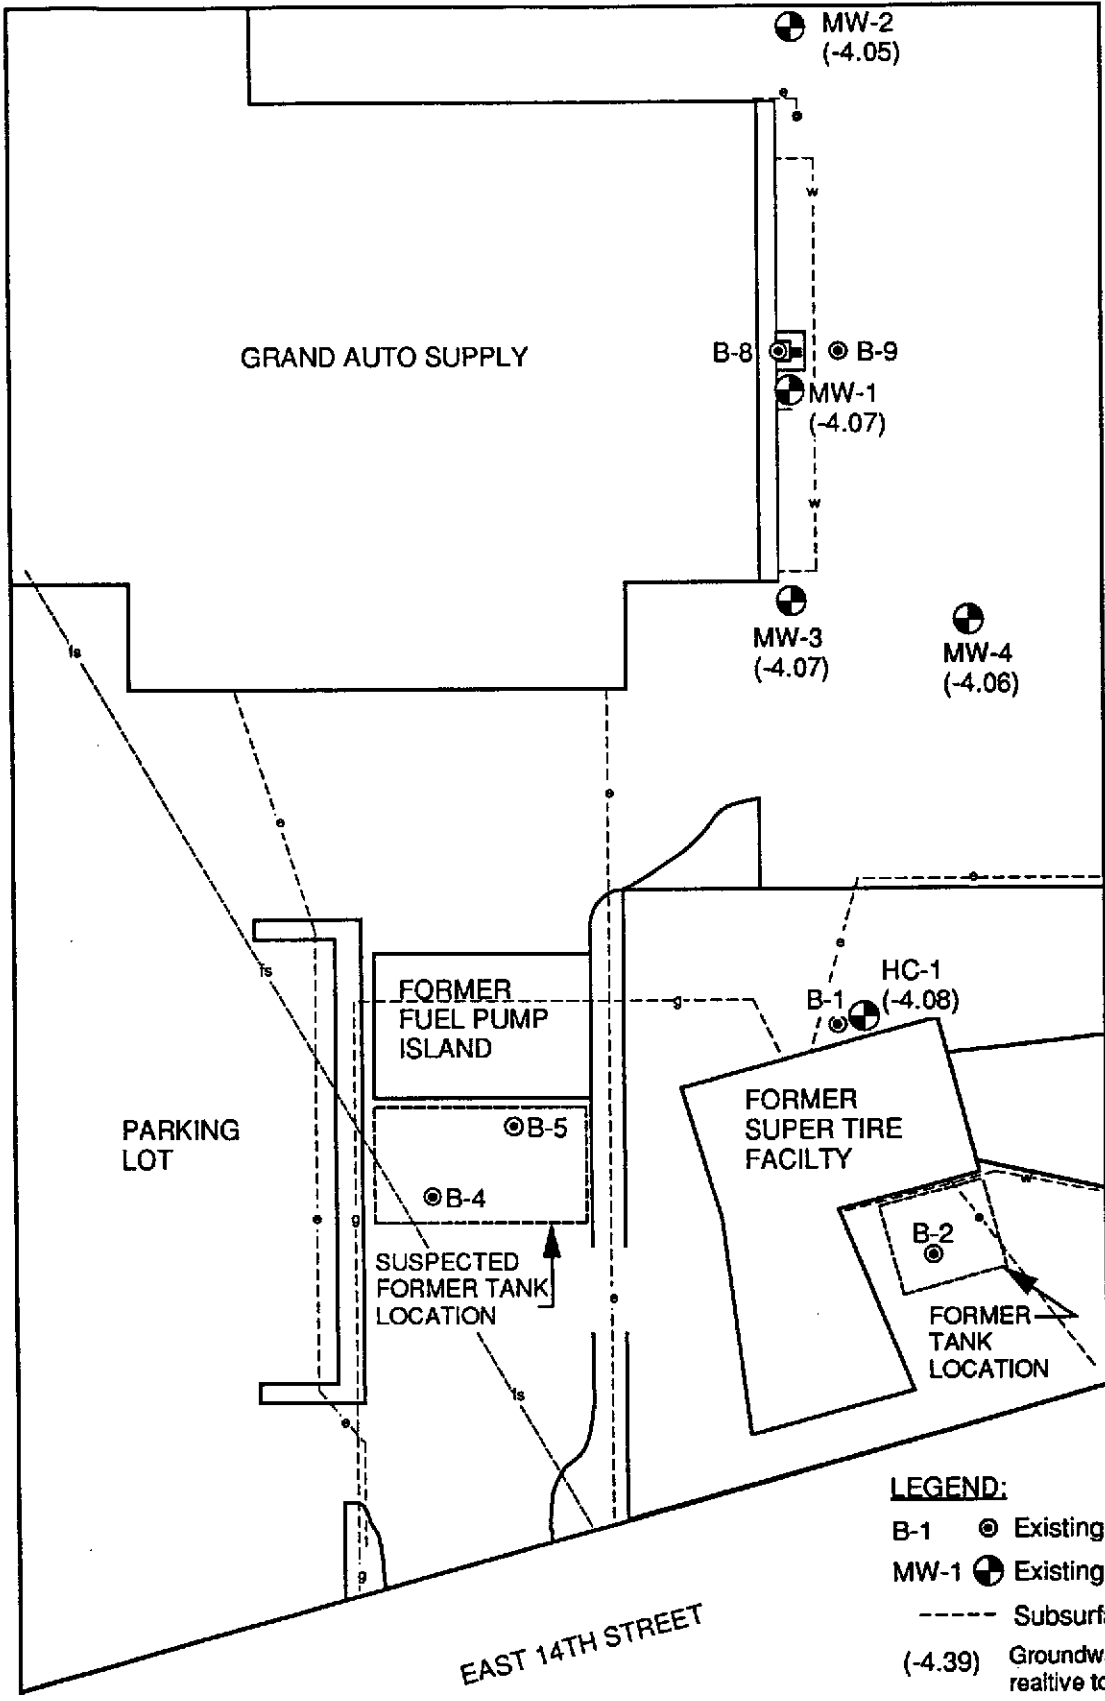 MW-2
(-4.05)
e
e
w
GRAND AUTO SUPPLY
B-8
B-9
MW-1
(-4.07)
w
MW-3
(-4.07)
MW-4
(-4.06)
fs
e
e
e
e
fs
HC-1
(-4.08)
B-1
g
FORMER
FUEL PUMP
ISLAND
PARKING
LOT
B-5
B-4
FORMER
SUPER TIRE
FACILTY
w
e
g
e
B-2
SUSPECTED
FORMER TANK
LOCATION
e
FORMER
TANK
LOCATION
fs
e
g
EAST 14TH STREET
LEGEND:
B-1 Existing
MW-1 Existing
Subsurfa
(-4.39) Groundw
realtive to